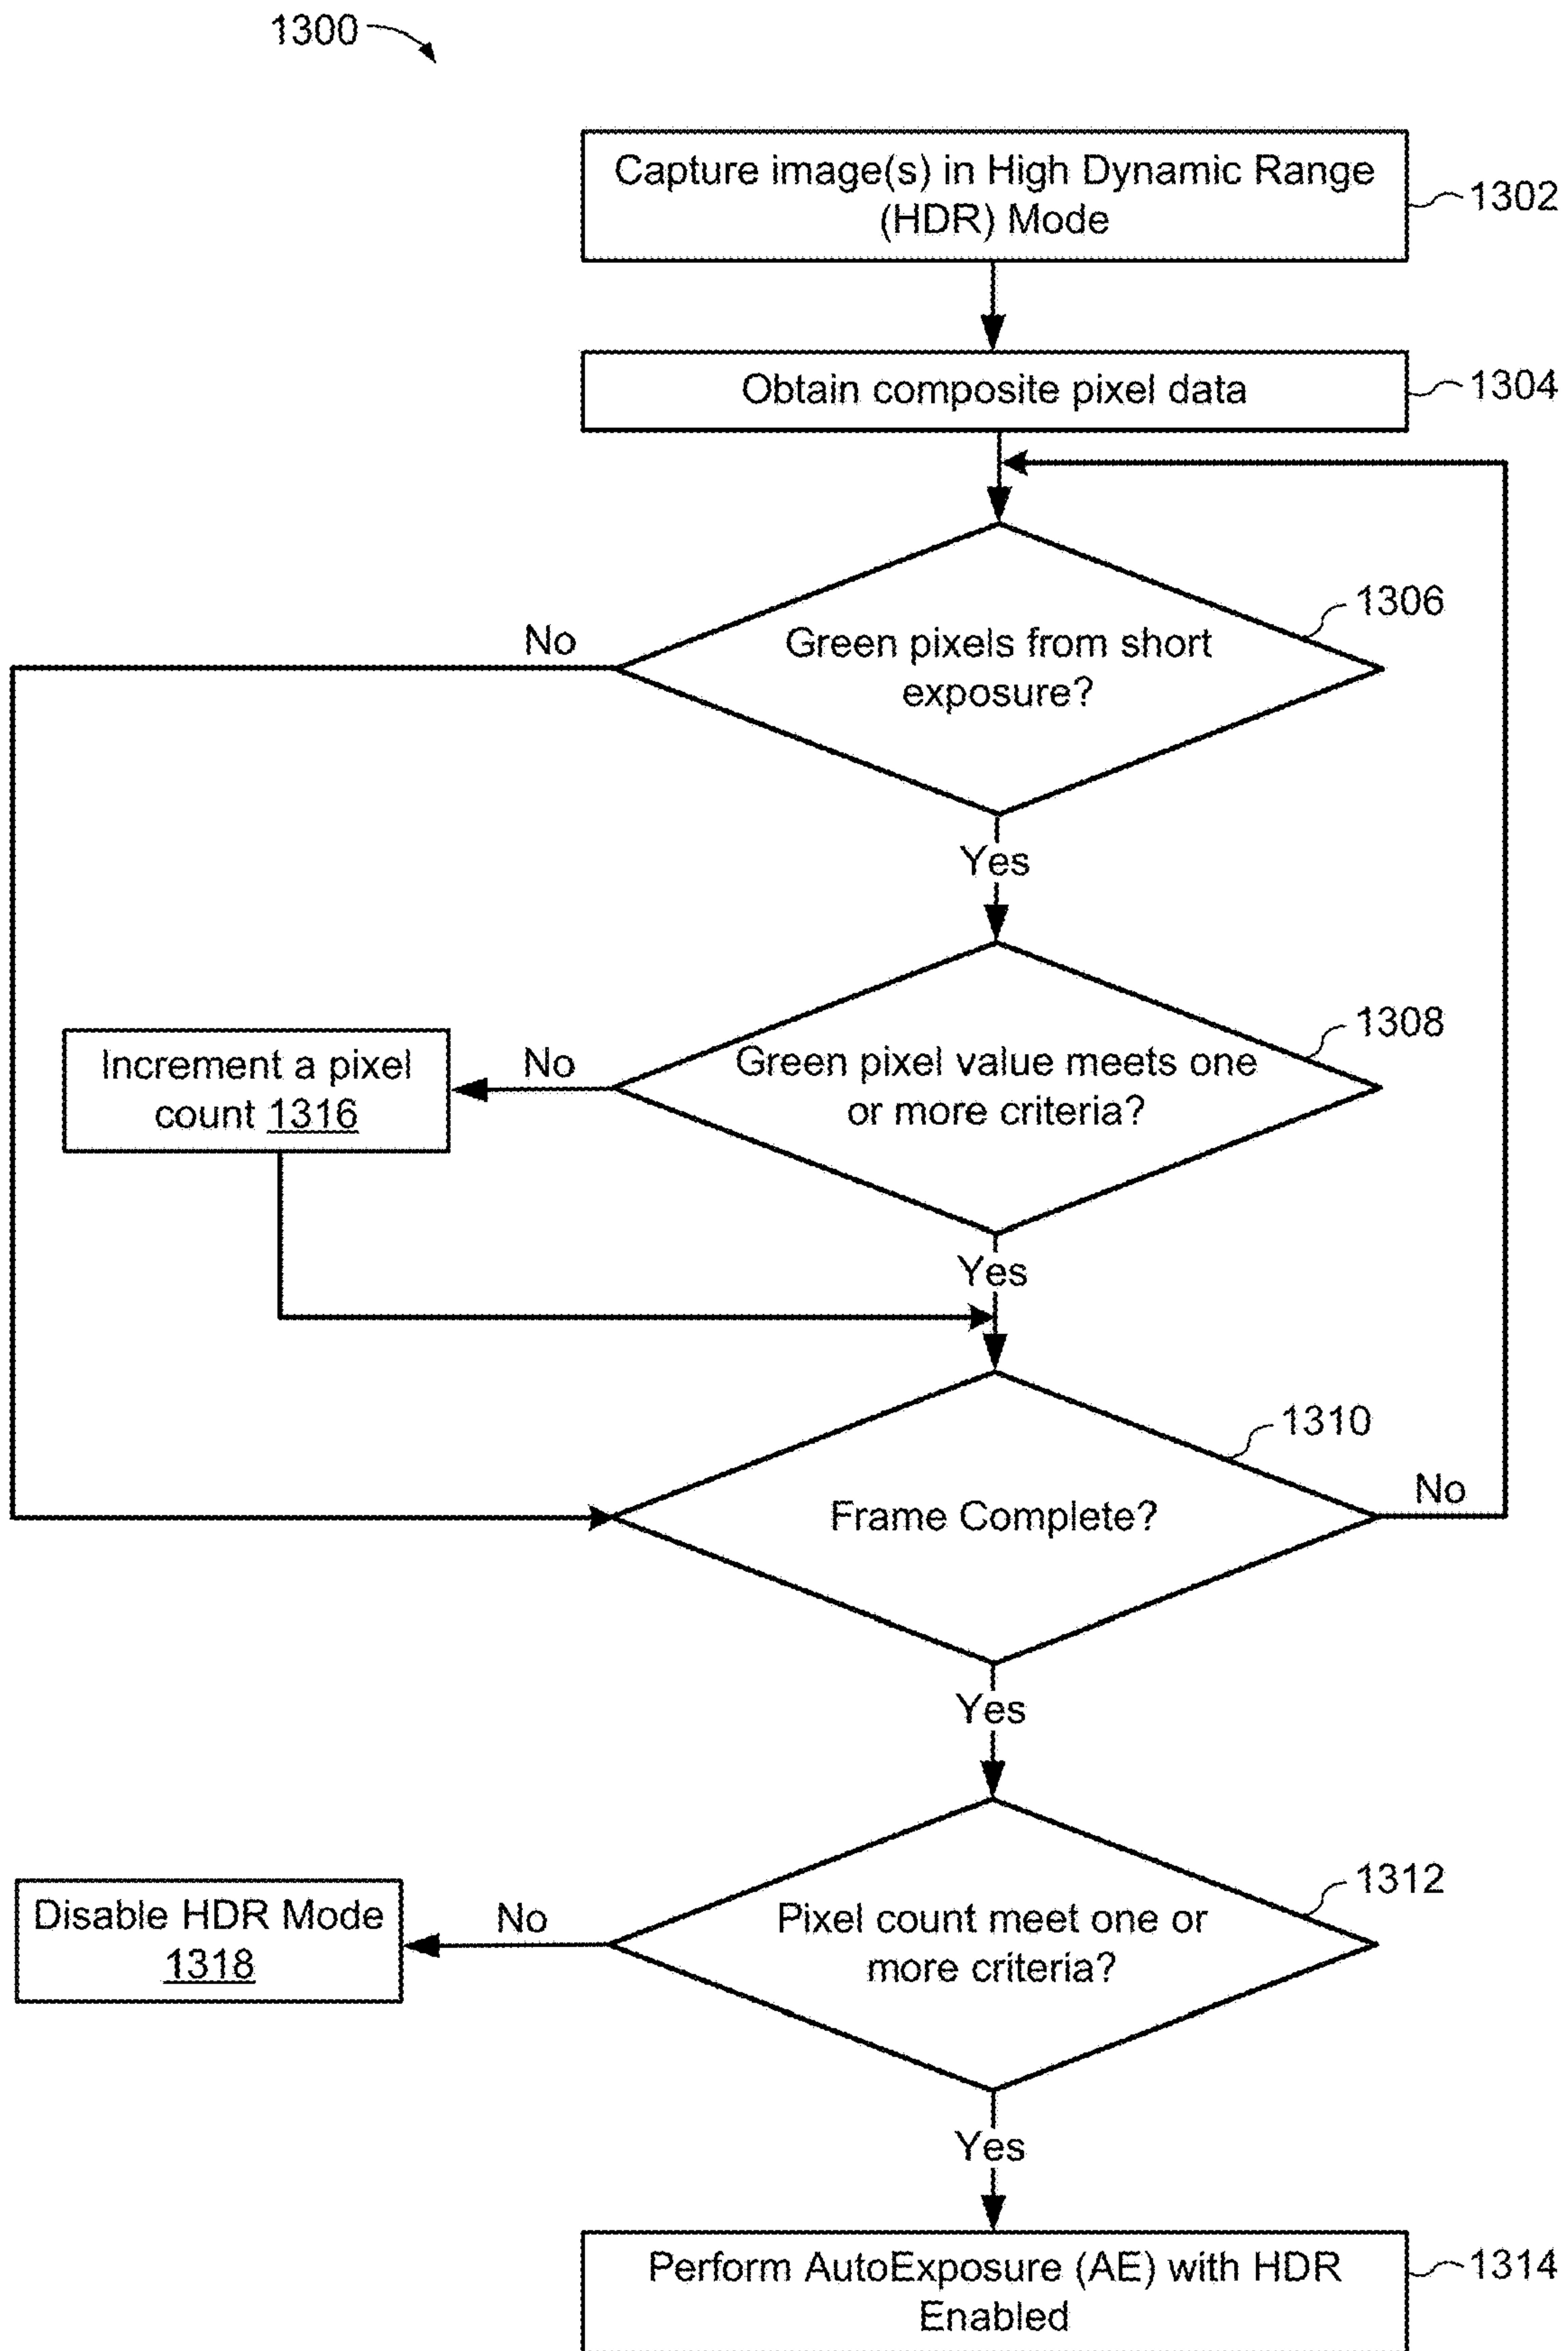 1300
Capture image(s) in High Dynamic Range
(HDR) Mode
1302
Obtain composite pixel data
1304
1306
No
Green pixels from short
exposure?
Yes
1308
Increment a pixel
count 1316
No
Green pixel value meets one
or more criteria?
Yes
1310
Frame Complete?
No
Yes
1312
Disable HDR Mode
1318
No
Pixel count meet one or
more criteria?
Yes
Perform AutoExposure (AE) with HDR
Enabled
1314